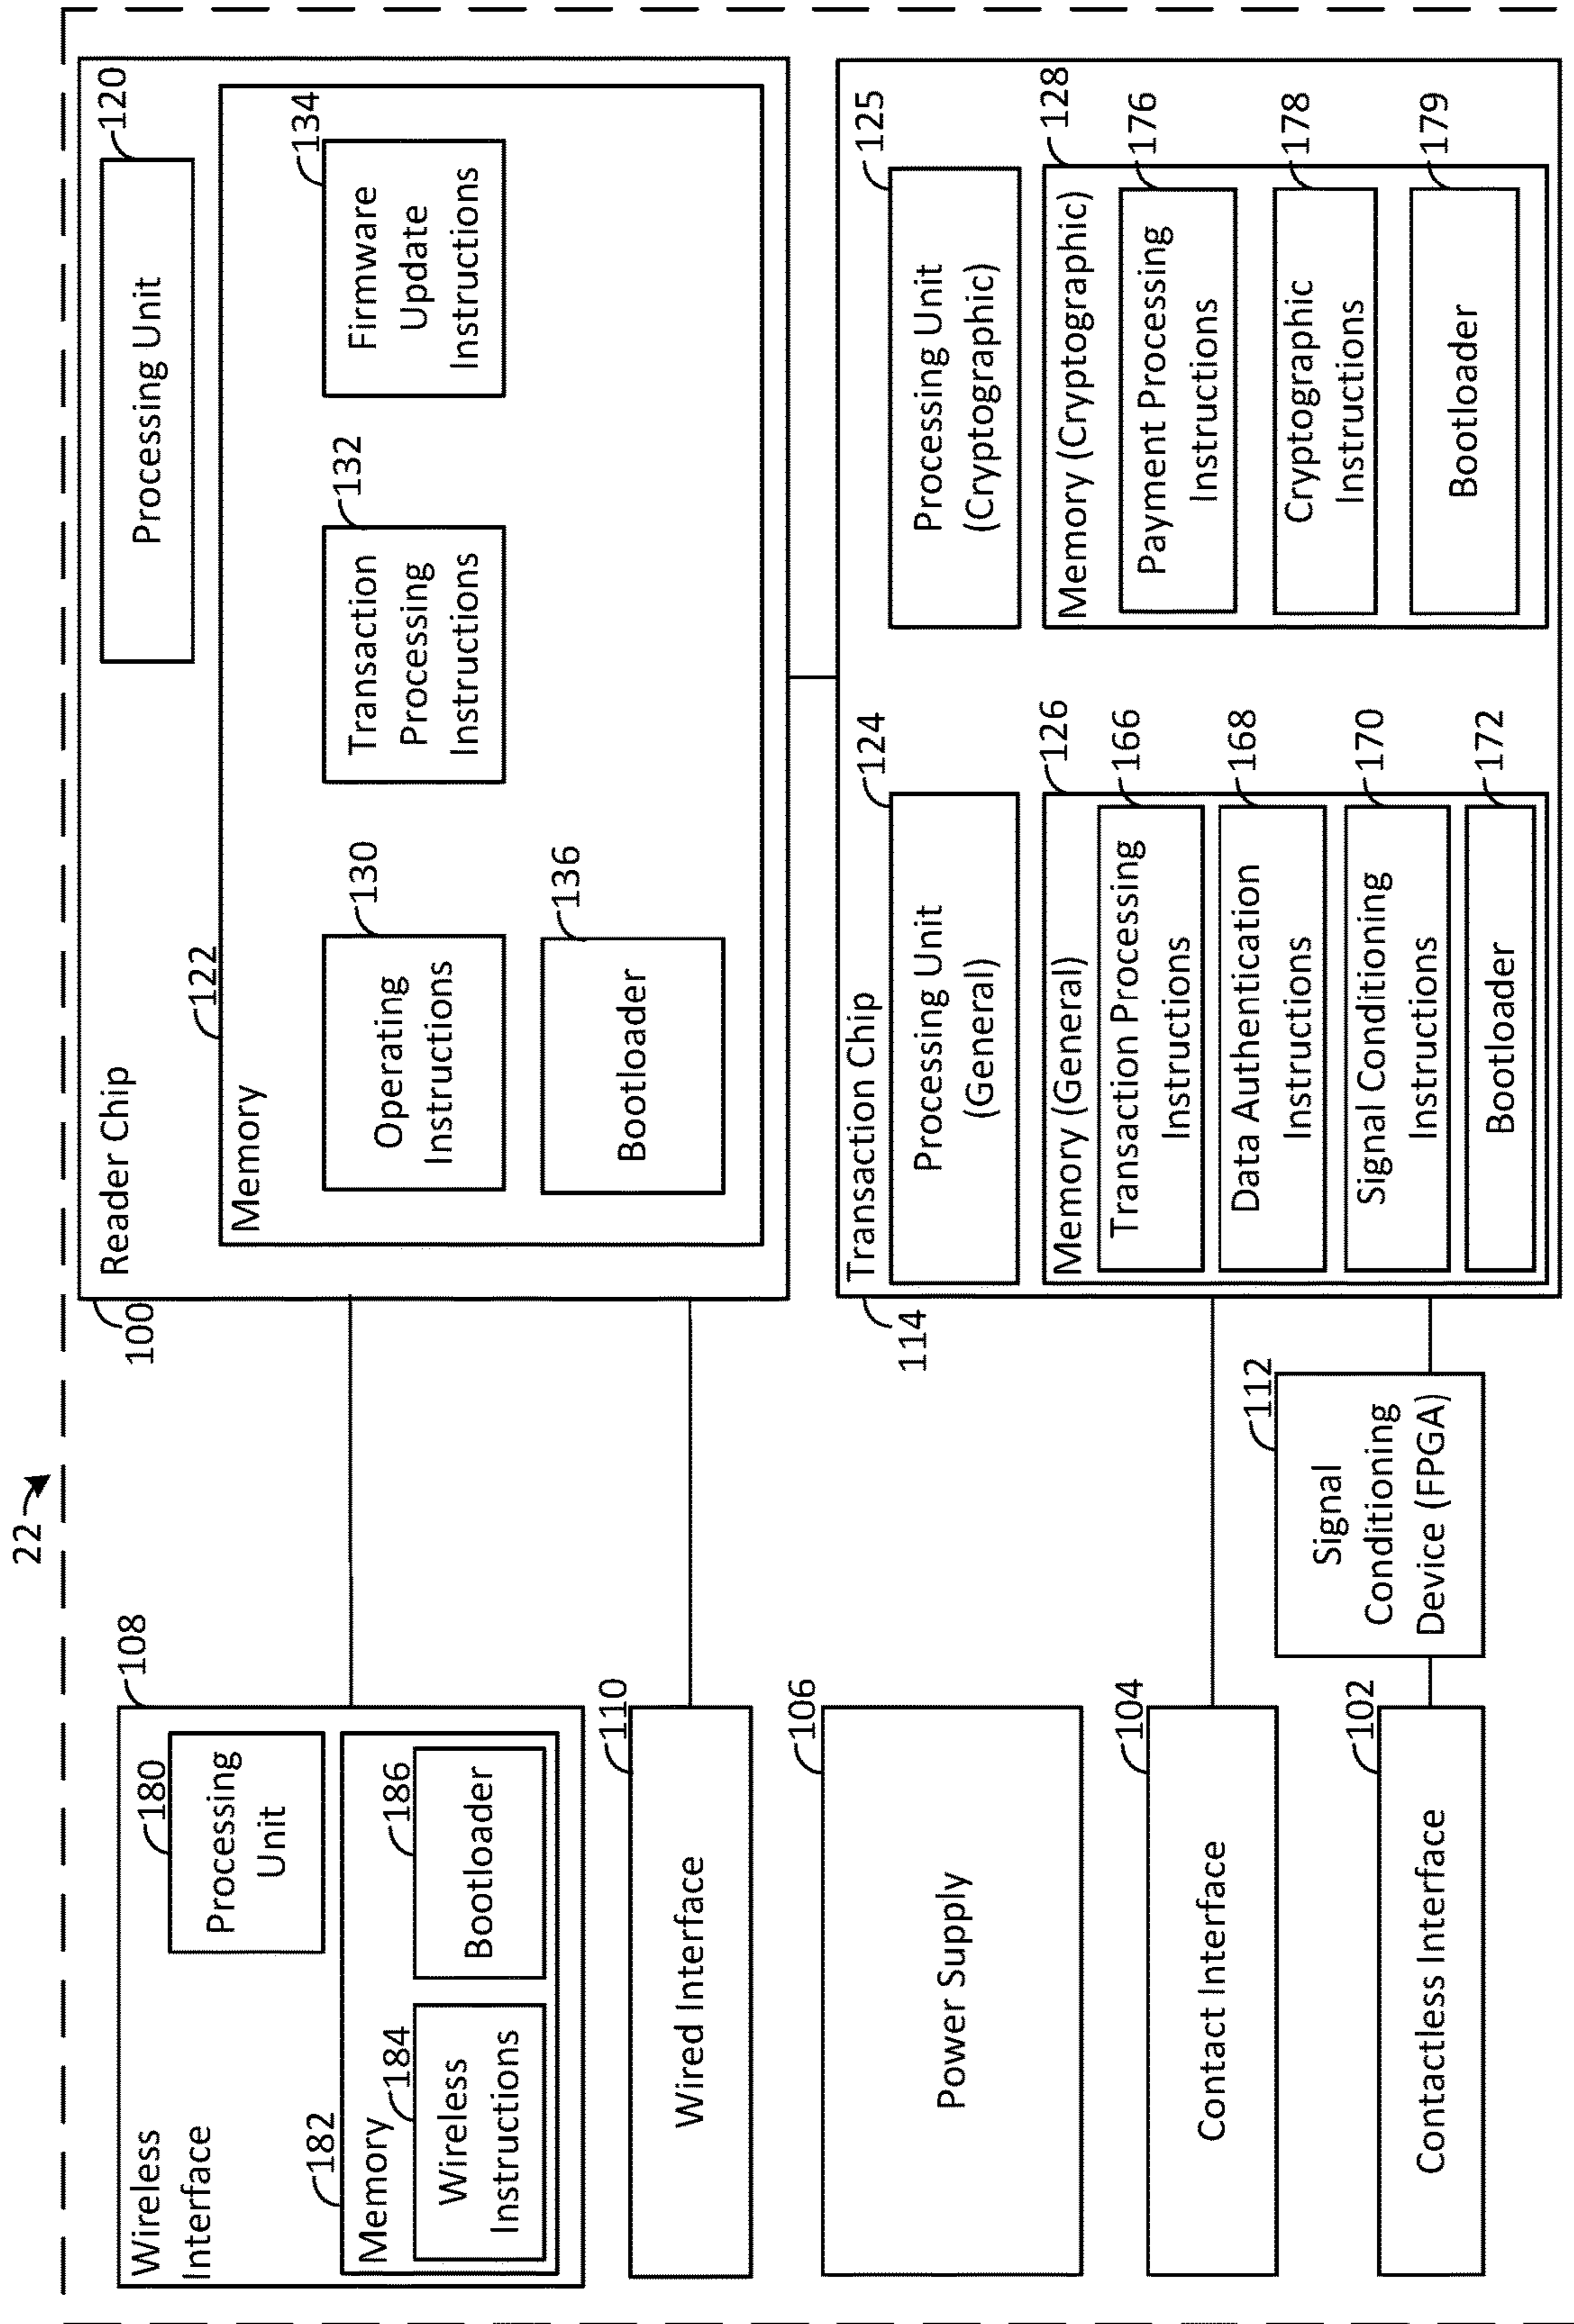 22
Wireless
Interface
108
180
Processing
Unit
182
Memory
184
Wireless
Instructions
186
Bootloader
110
Wired Interface
106
Power Supply
104
Contact Interface
102
Contactless Interface
112
Signal
Conditioning
Device (FPGA)
100
Reader Chip
120
Processing Unit
122
Memory
130
Operating
Instructions
132
Transaction
Processing
Instructions
134
Firmware
Update
Instructions
136
Bootloader
114
Transaction Chip
124
Processing Unit
(General)
126
Memory (General)
166
Transaction Processing
Instructions
168
Data Authentication
Instructions
170
Signal Conditioning
Instructions
172
Bootloader
125
Processing Unit
(Cryptographic)
128
Memory (Cryptographic)
176
Payment Processing
Instructions
178
Cryptographic
Instructions
179
Bootloader